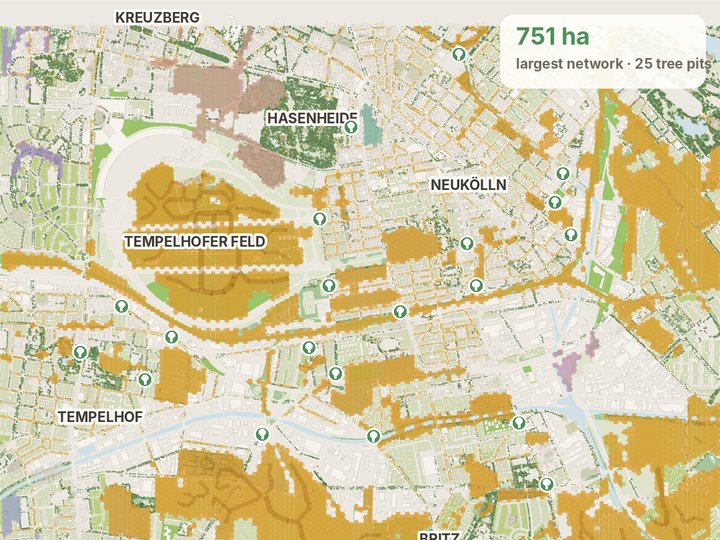 KREUZBERG
751 ha
largest network · 25 tree pits
HASENHEIDE
NEUKÖLLN
TEMPELHOFER FELD
TEMPELHOF
BRITZ